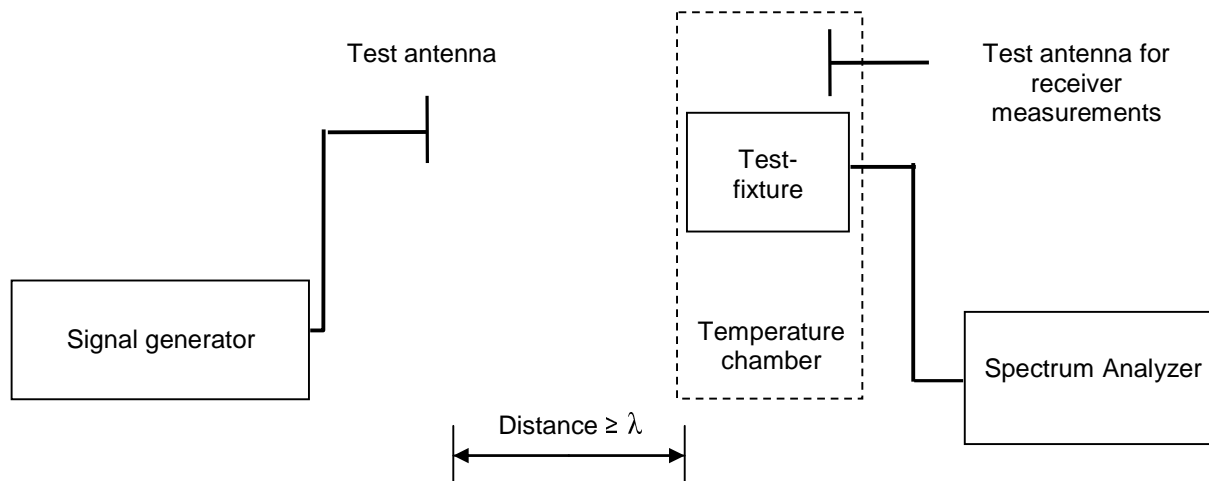 Test antenna
Test antenna for
receiver
measurements
Test-
fixture
Signal generator
Temperature
chamber
Spectrum Analyzer
Distance ≥ λ